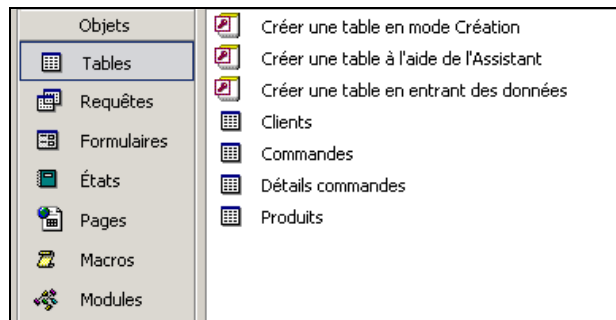 Objets
Tables
Requêtes
Formulaires
États
Pages
Macros
Modules
Créer une table en mode Création
Créer une table à l'aide de l'Assistant
Créer une table en entrant des données
Clients
Commandes
Détails commandes
Produits